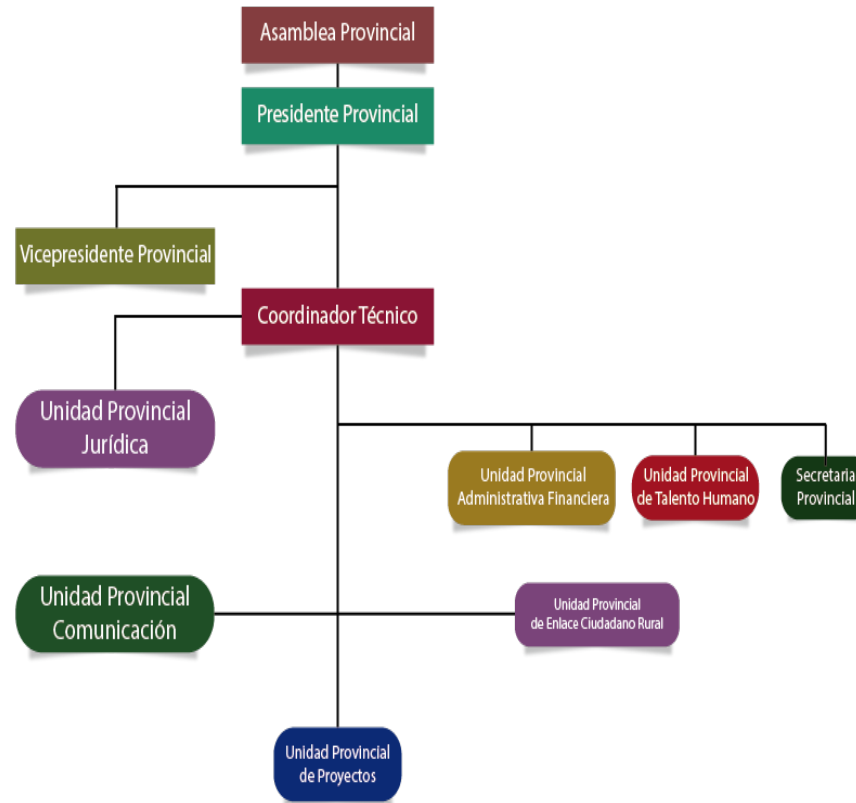 Asamblea Provincial
Presidente Provincial
Vicepresidente Provincial
Coordinador Técnico
Unidad Provincial
Jurídica
Unidad Provincial
Administrativa Financiera
Unidad Provincial
de Talento Humano
Secretaria
Provincial
Unidad Provincial
Comunicación
Unidad Provincial
de Enlace Ciudadano Rural
Unidad Provincial
de Proyectos